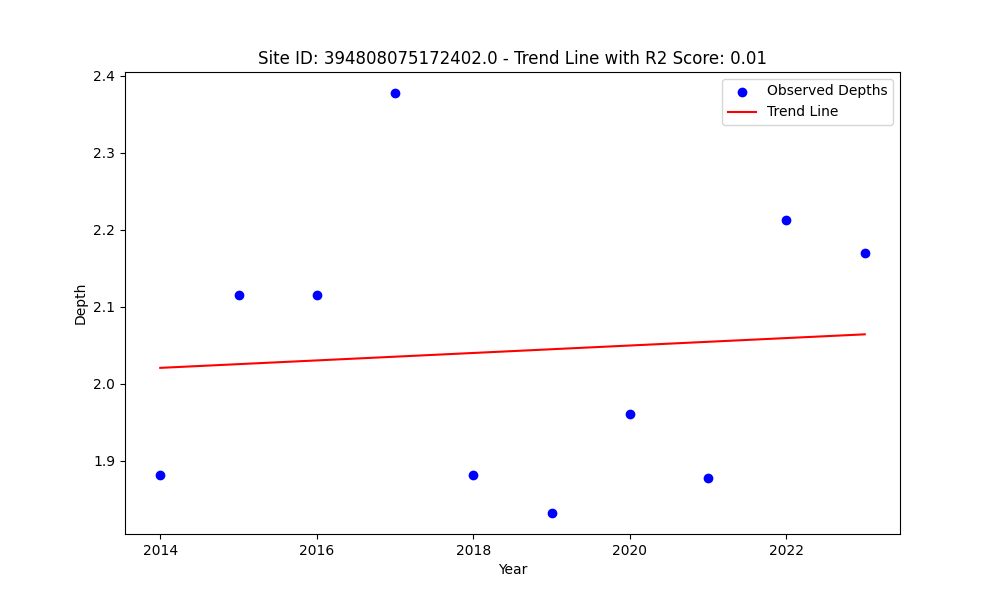 Site ID: 394808075172402.0 - Trend Line with R2 Score: 0.01
Observed Depths
Trend Line
Depth
2.4
2.3
2.2
2.1
2.0
1.9
2014 2016 2018 2020 2022
Year